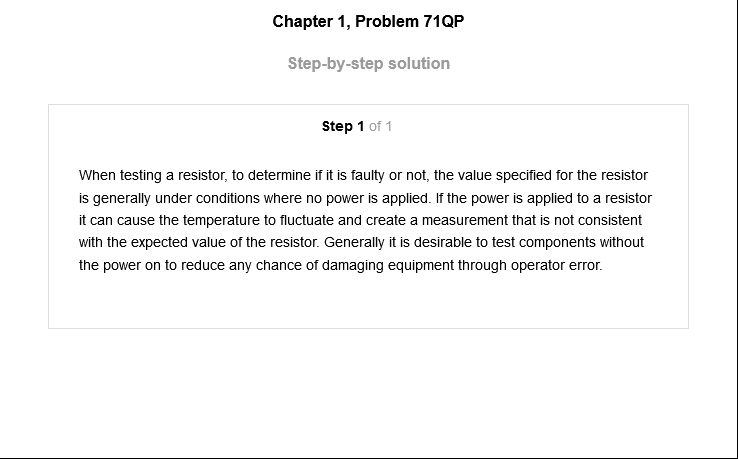 Chapter 1, Problem 71QP
Step-by-step solution
Step 1 of 1
When testing a resistor, to determine if it is faulty or not, the value specified for the resistor
is generally under conditions where no power is applied. If the power is applied to a resistor
it can cause the temperature to fluctuate and create a measurement that is not consistent
with the expected value of the resistor. Generally it is desirable to test components without
the power on to reduce any chance of damaging equipment through operator error.